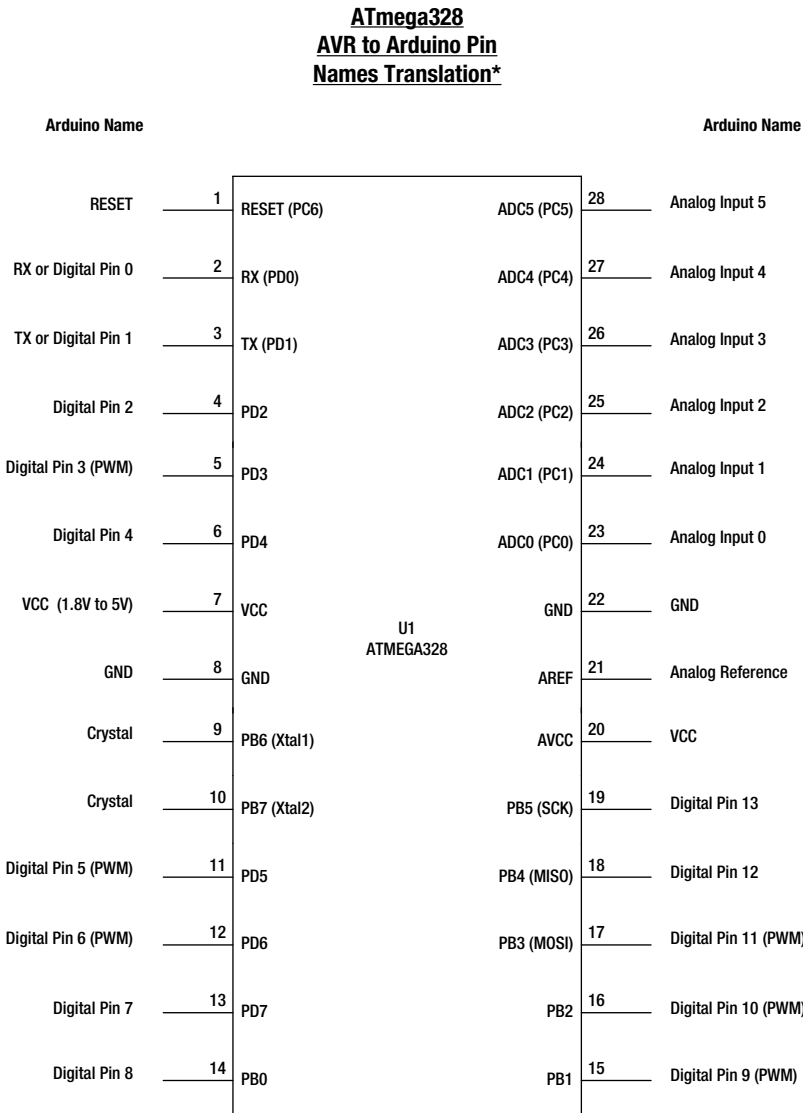 ATmega328
AVR to Arduino Pin
Names Translation*
Arduino Name Arduino Name
RESET 1 RESET (PC6) ADC5 (PC5) 28 Analog Input 5
RX or Digital Pin 0 2 RX (PD0) ADC4 (PC4) 27 Analog Input 4
TX or Digital Pin 1 3 TX (PD1) ADC3 (PC3) 26 Analog Input 3
Digital Pin 2 4 PD2 ADC2 (PC2) 25 Analog Input 2
Digital Pin 3 (PWM) 5 PD3 ADC1 (PC1) 24 Analog Input 1
Digital Pin 4 6 PD4 ADC0 (PC0) 23 Analog Input 0
VCC (1.8V to 5V) 7 VCC GND 22 GND
U1
ATMEGA328
GND 8 GND AREF 21 Analog Reference
Crystal 9 PB6 (Xtal1) AVCC 20 VCC
Crystal 10 PB7 (Xtal2) PB5 (SCK) 19 Digital Pin 13
Digital Pin 5 (PWM) 11 PD5 PB4 (MISO) 18 Digital Pin 12
Digital Pin 6 (PWM) 12 PD6 PB3 (MOSI) 17 Digital Pin 11 (PWM)
Digital Pin 7 13 PD7 PB2 16 Digital Pin 10 (PWM)
Digital Pin 8 14 PB0 PB1 15 Digital Pin 9 (PWM)